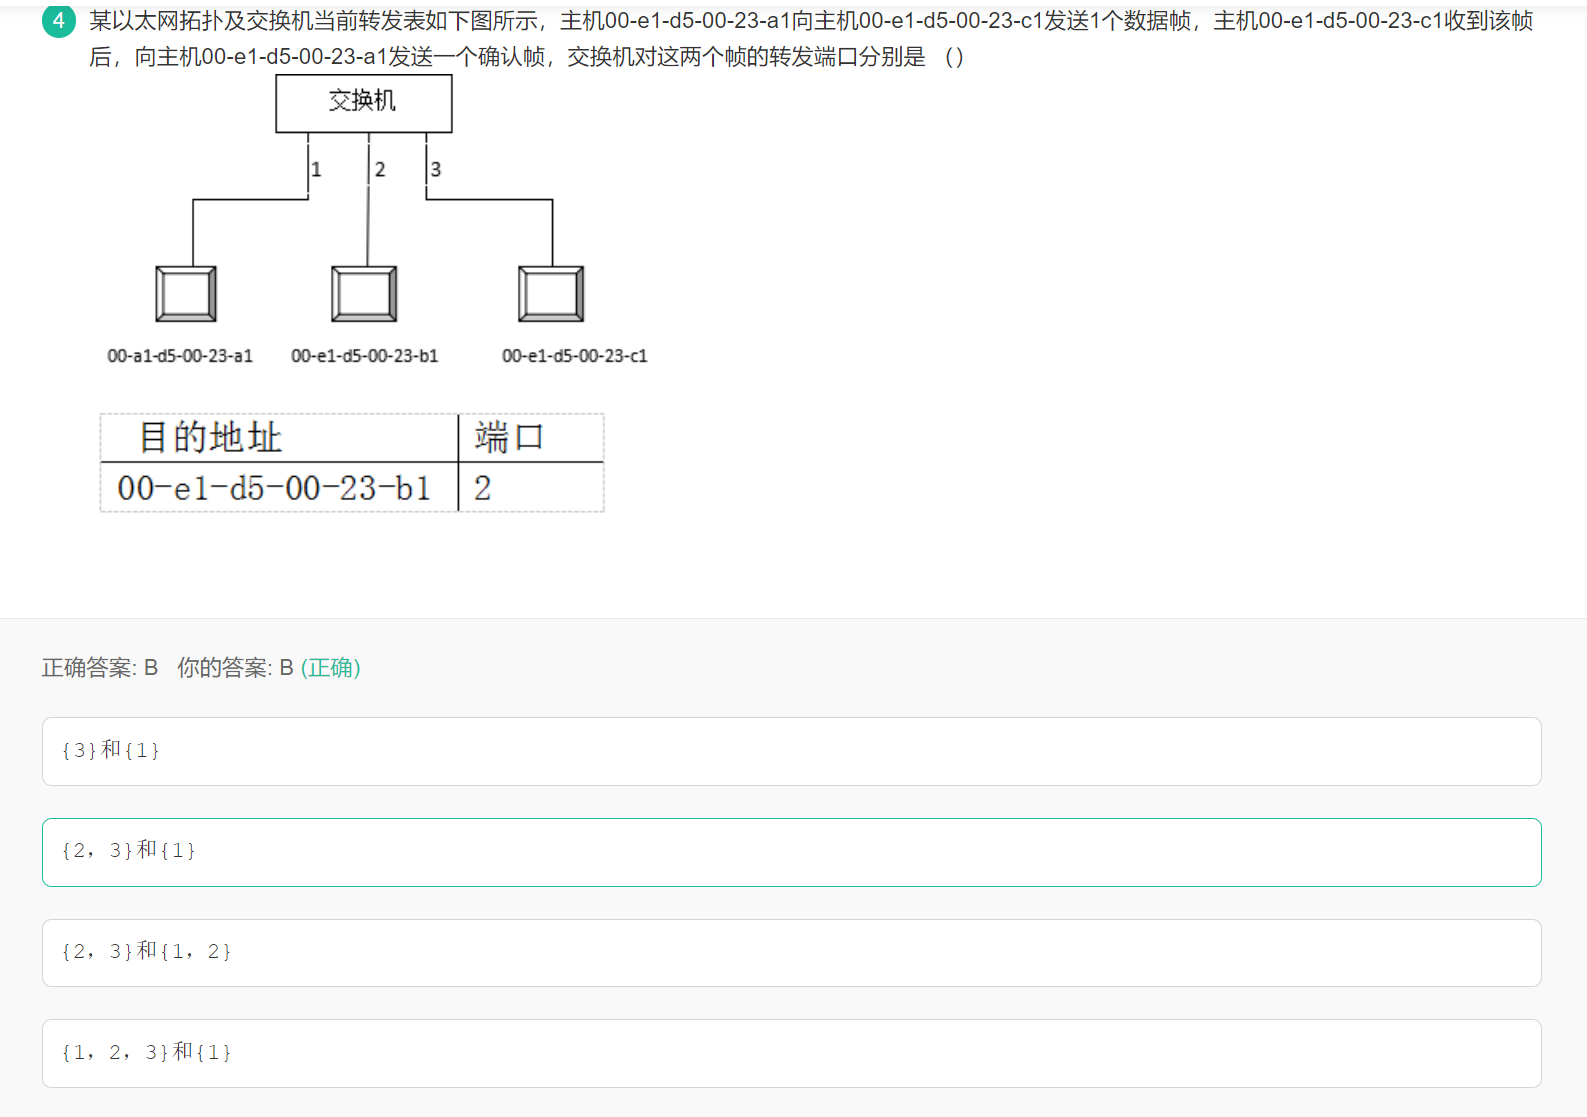 4 某以太网拓扑及交换机当前转发表如下图所示，主机00-e1-d5-00-23-a1向主机00-e1-d5-00-23-c1发送1个数据帧，主机00-e1-d5-00-23-c1收到该帧
后，向主机00-e1-d5-00-23-a1发送一个确认帧，交换机对这两个帧的转发端口分别是 （）
交换机
1 2 3
00-a1-d5-00-23-a1 00-e1-d5-00-23-b1 00-e1-d5-00-23-c1
目的地址 端口
00-e1-d5-00-23-b1 2
正确答案: B 你的答案: B (正确)
{3}和{1}
{2，3}和{1}
{2，3}和{1，2}
{1，2，3}和{1}